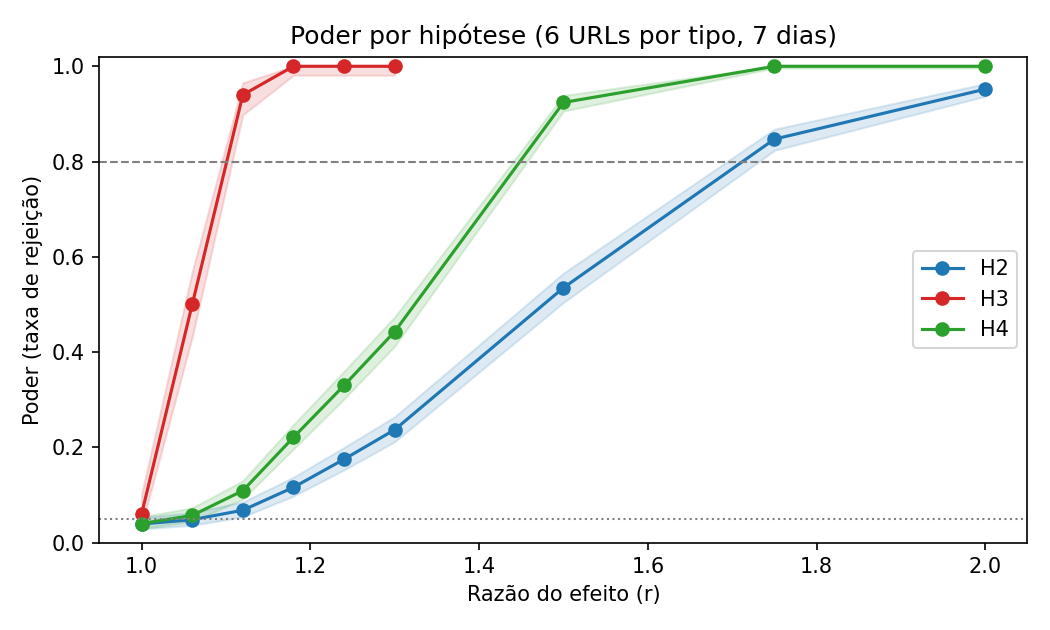 Poder por hipótese (6 URLs por tipo, 7 dias)
Poder (taxa de rejeição)
1.0
0.8
0.6
0.4
0.2
0.0
H2
H3
H4
1.0 1.2 1.4 1.6 1.8 2.0
Razão do efeito (r)